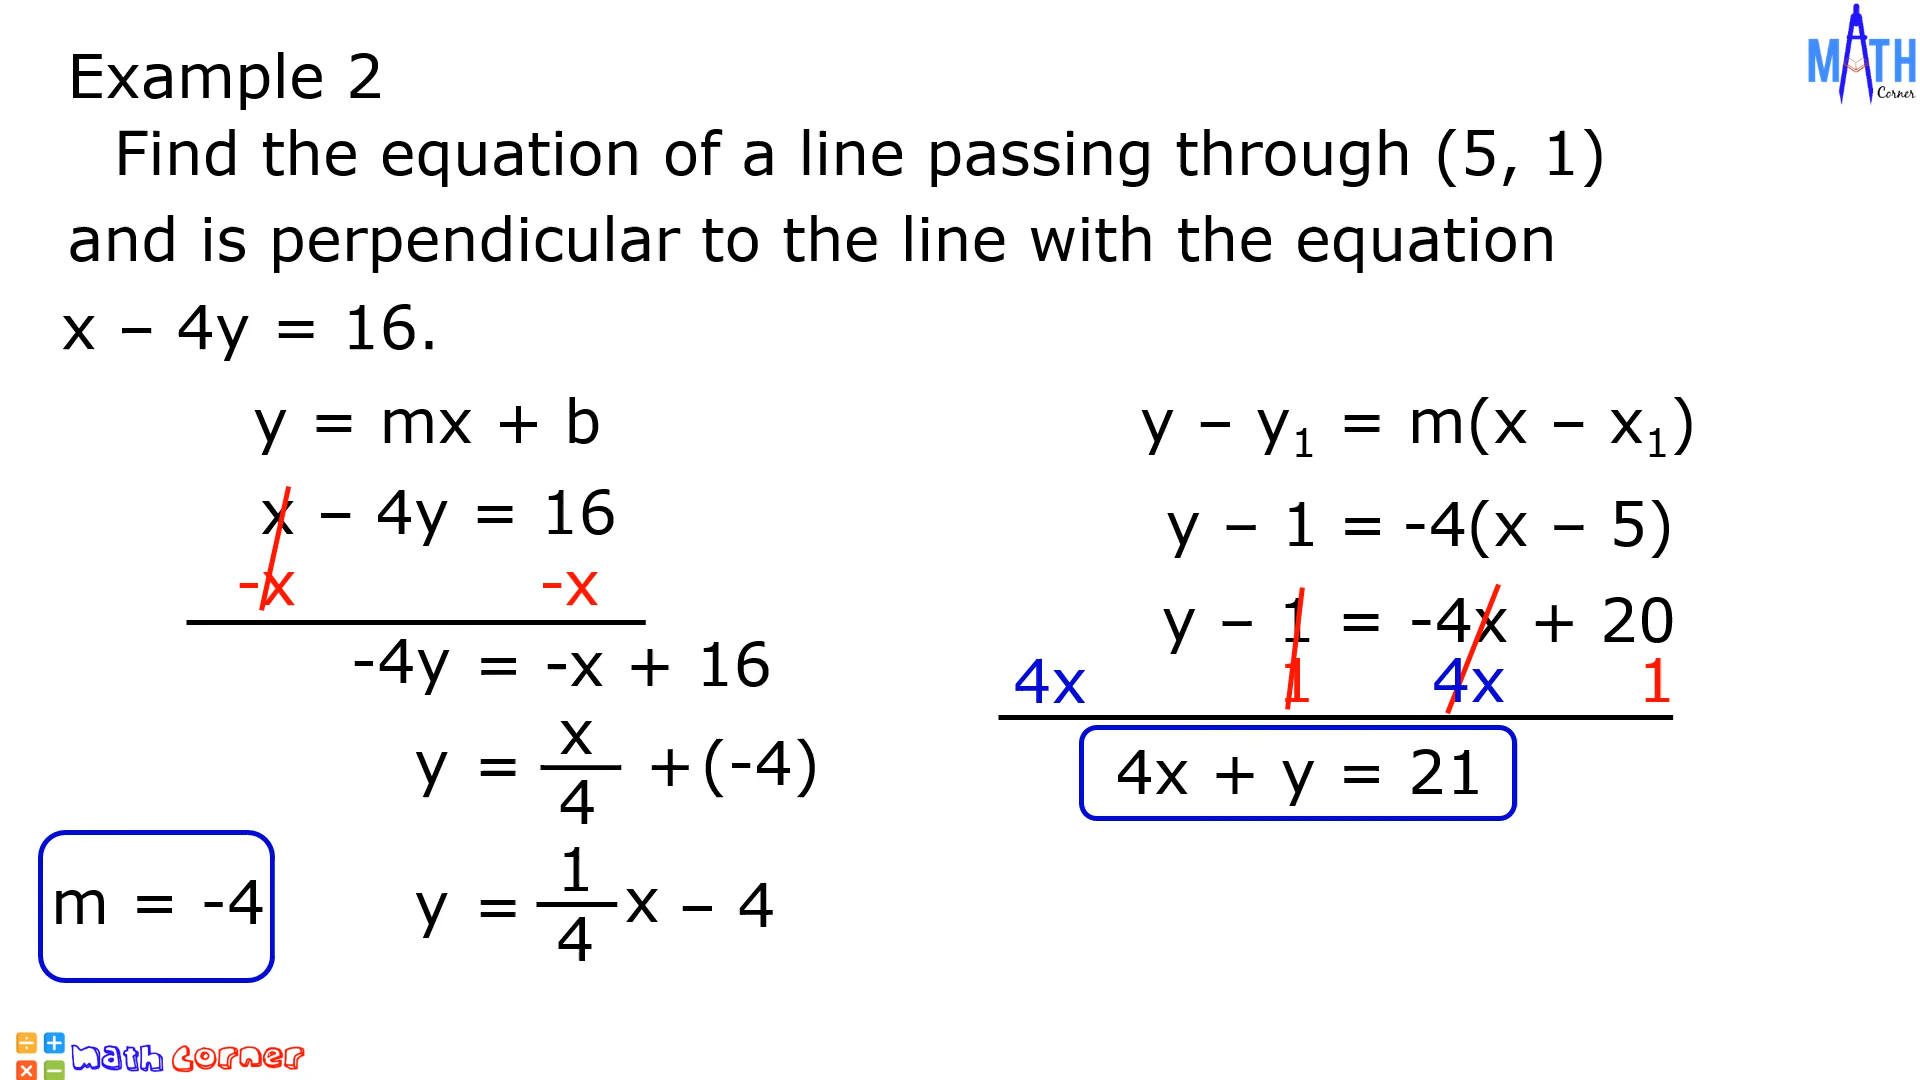 MATH
Corner
Example 2
Find the equation of a line passing through (5, 1)
and is perpendicular to the line with the equation
x – 4y = 16.
y = mx + b
x – 4y = 16
-x -x
-4y = -x + 16
y = x/4 + (-4)
y = 1/4 x – 4
m = -4
y – y₁ = m(x – x₁)
y – 1 = -4(x – 5)
y – 1 = -4x + 20
4x 1 4x 1
4x + y = 21
÷ +
× −
math corner